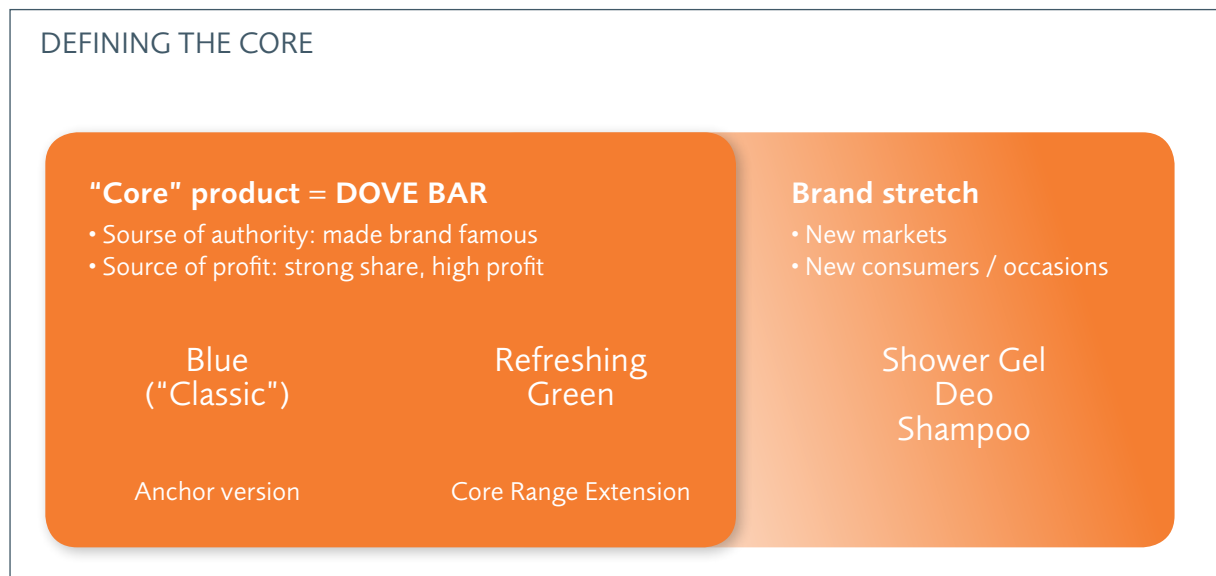 DEFINING THE CORE
“Core” product = DOVE BAR
• Sourse of authority: made brand famous
• Source of profit: strong share, high profit
Blue
(“Classic”)
Anchor version
Refreshing
Green
Core Range Extension
Brand stretch
• New markets
• New consumers / occasions
Shower Gel
Deo
Shampoo